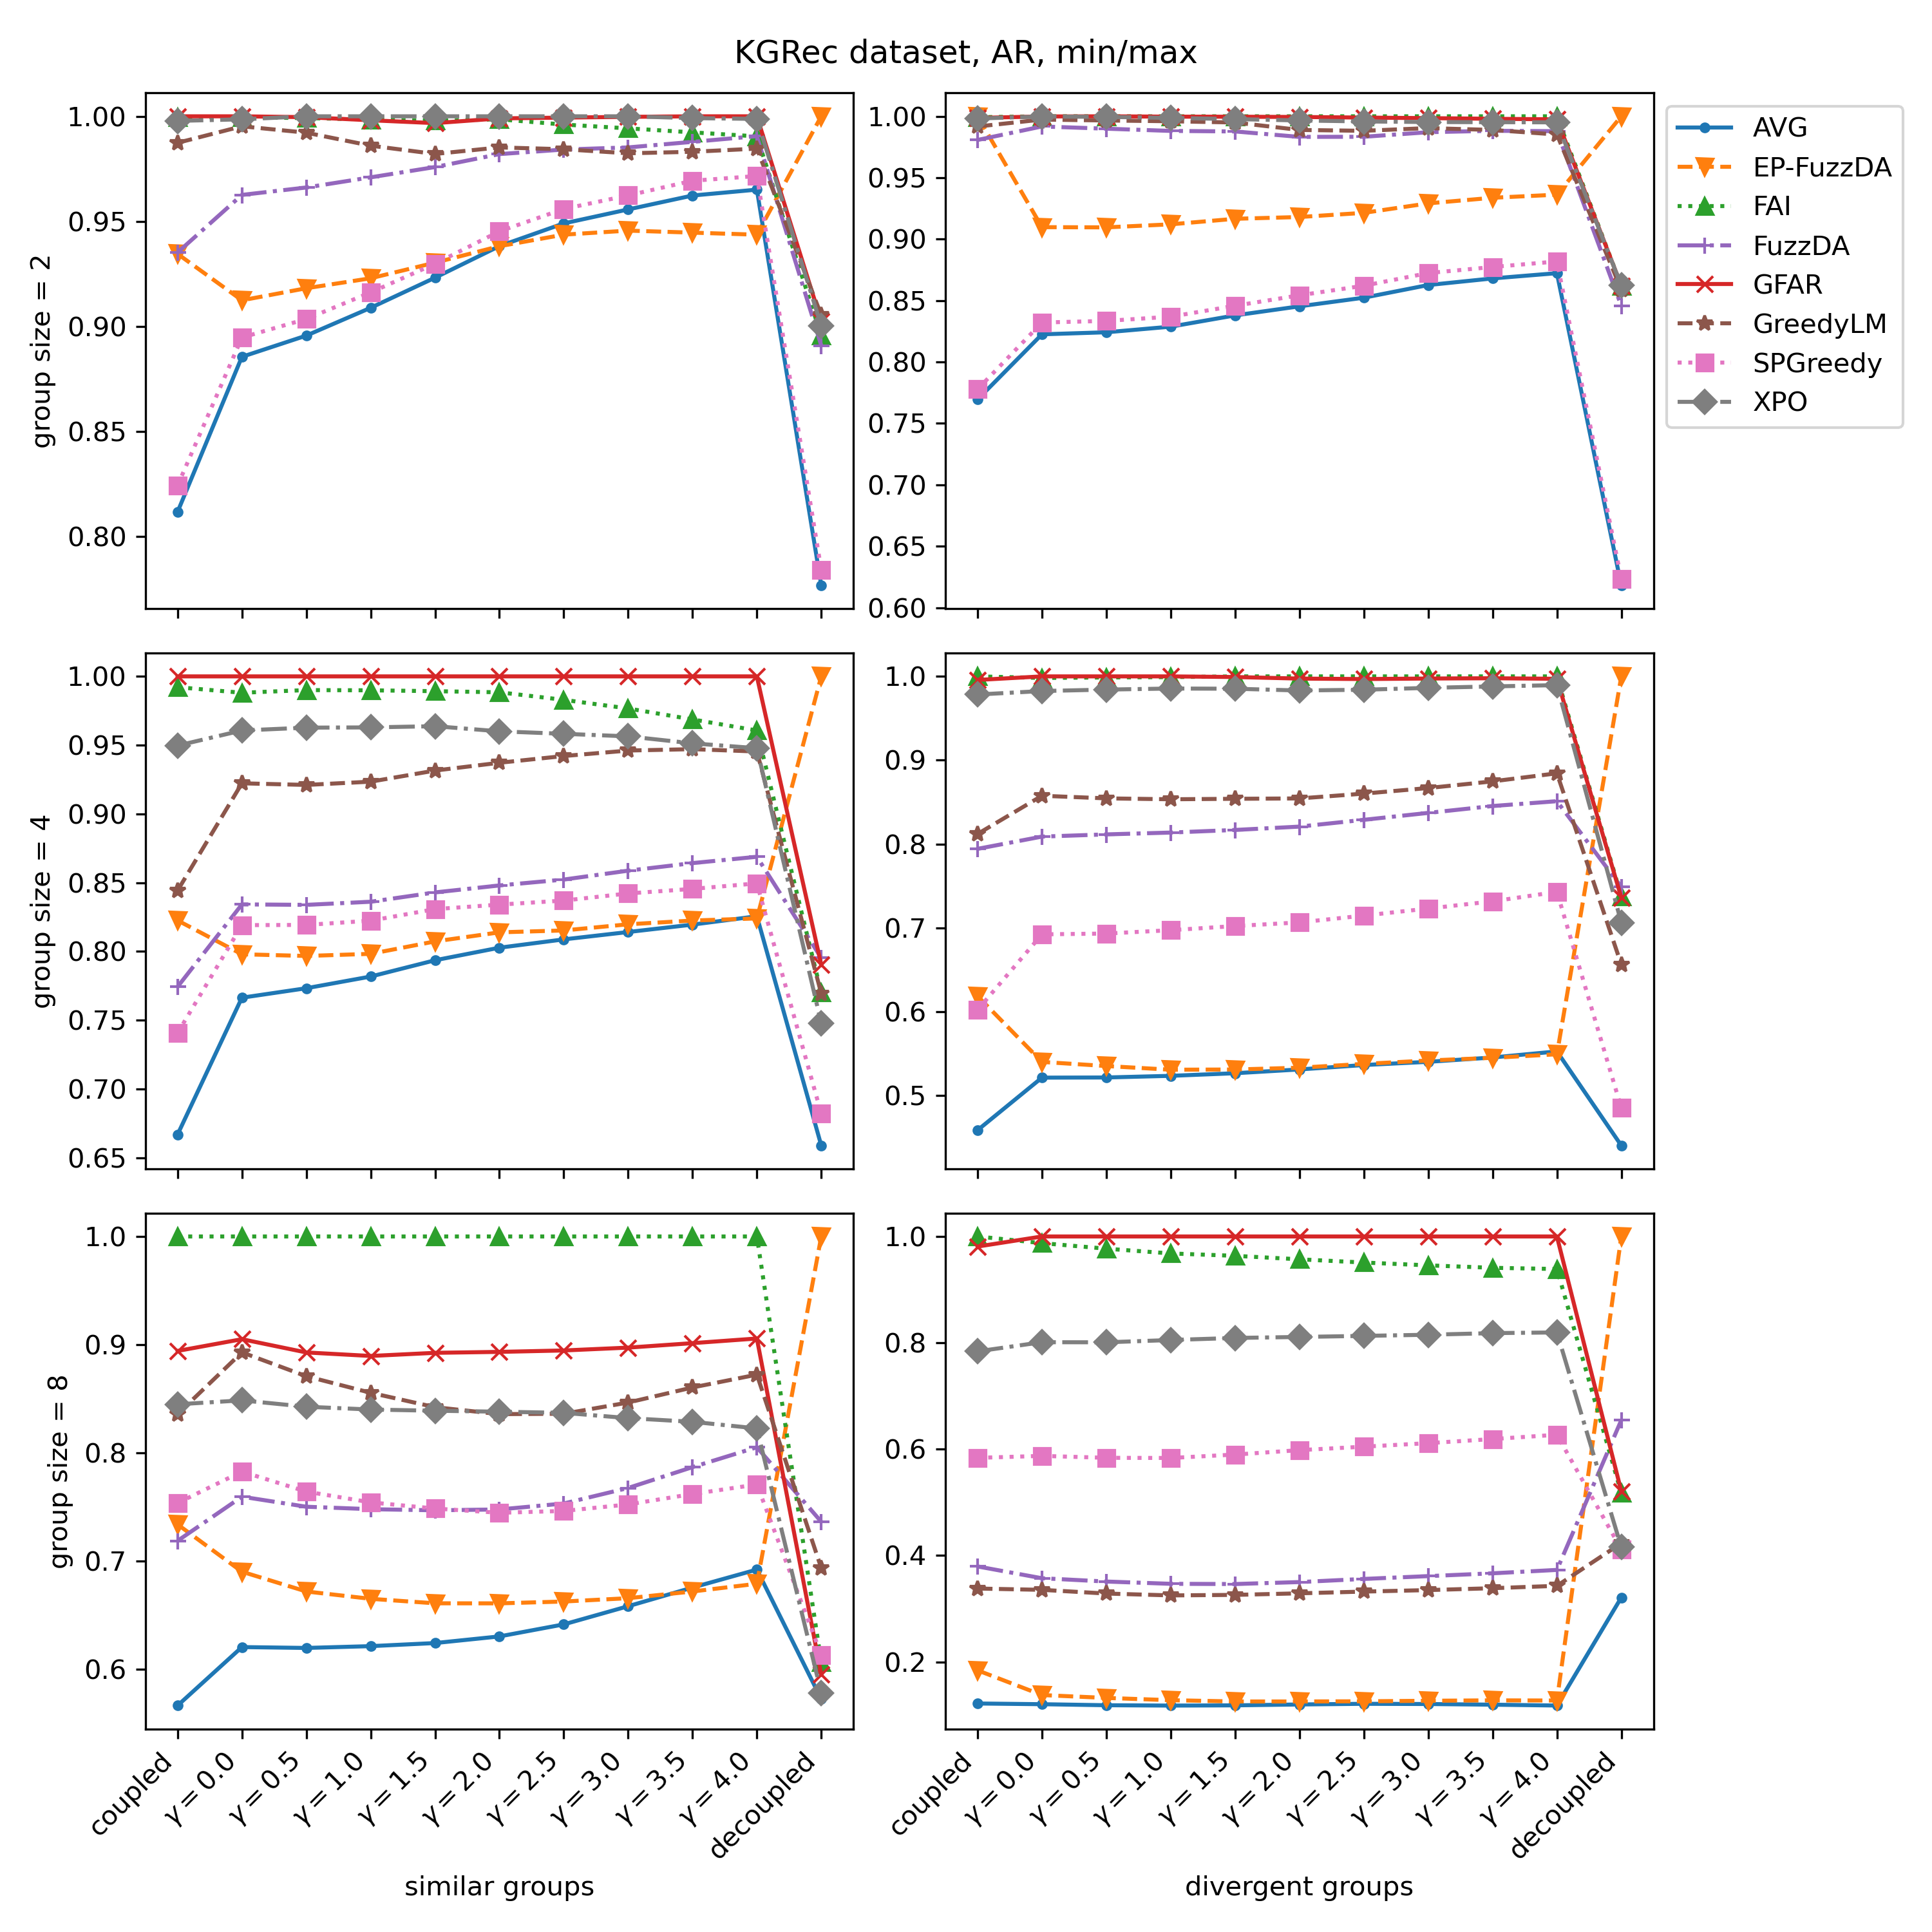 KGRec dataset, AR, min/max
1.00
0.95
0.90
0.85
0.80
group size = 2
1.00
0.95
0.90
0.85
0.80
0.75
0.70
0.65
0.60
AVG
EP-FuzzDA
FAI
FuzzDA
GFAR
GreedyLM
SPGreedy
XPO
1.00
0.95
0.90
0.85
0.80
0.75
0.70
0.65
group size = 4
1.0
0.9
0.8
0.7
0.6
0.5
1.0
0.9
0.8
0.7
0.6
group size = 8
1.0
0.8
0.6
0.4
0.2
coupled
γ = 0.0
γ = 0.5
γ = 1.0
γ = 1.5
γ = 2.0
γ = 2.5
γ = 3.0
γ = 3.5
γ = 4.0
decoupled
similar groups
coupled
γ = 0.0
γ = 0.5
γ = 1.0
γ = 1.5
γ = 2.0
γ = 2.5
γ = 3.0
γ = 3.5
γ = 4.0
decoupled
divergent groups